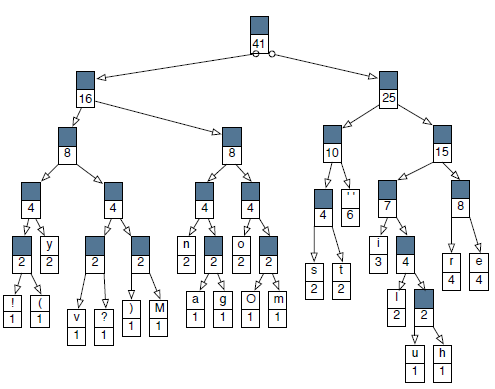 41
16 25
8 8 10 15
4 4 4 4 4 ' ' 6 7 8
2 y 2 2 2 n 2 2 o 2 2 s 2 t 2 i 3 4 r 4 e 4
! 1 ( 1 v 1 ? 1 ) 1 M 1 a 1 g 1 O 1 m 1 l 2 2
u 1 h 1